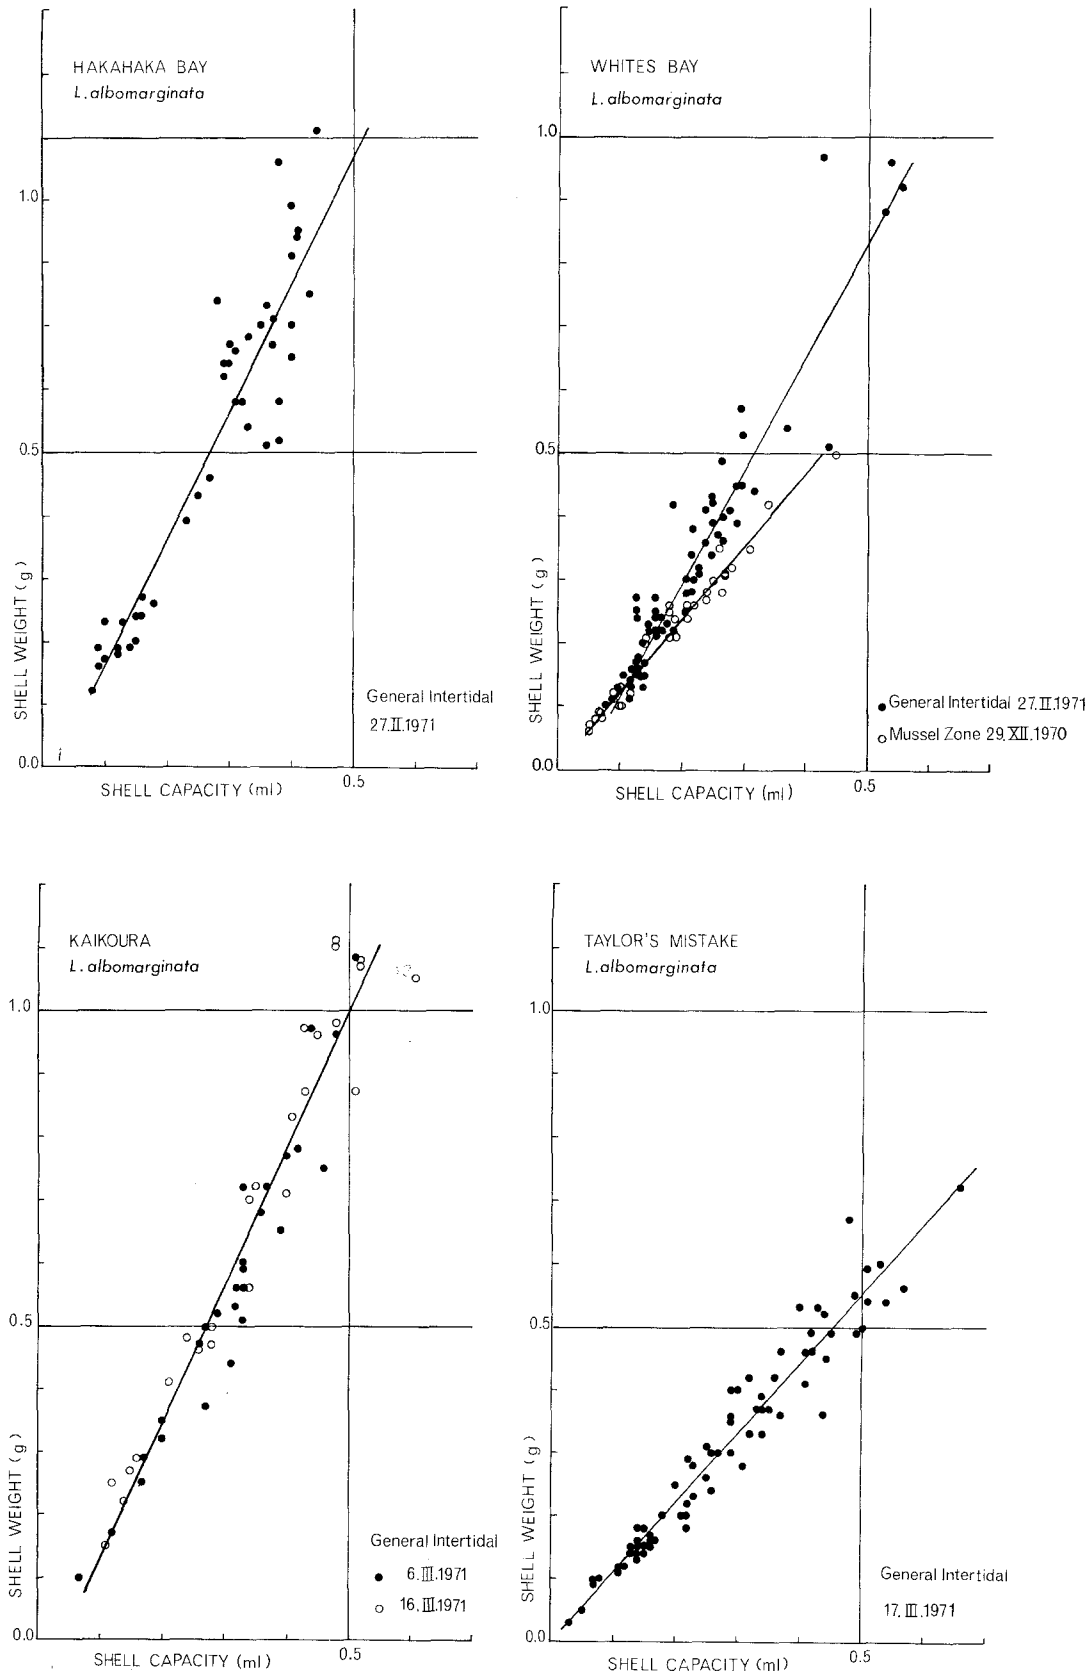 HAKAHAKA BAY
L. albomarginata
1.0
0.5
0.0
SHELL WEIGHT (g)
General Intertidal
27.II.1971
0.5
SHELL CAPACITY (ml)
WHITES BAY
L. albomarginata
1.0
0.5
0.0
SHELL WEIGHT (g)
General Intertidal 27.II.1971
Mussel Zone 29.XII.1970
0.5
SHELL CAPACITY (ml)
KAIKOURA
L. albomarginata
1.0
0.5
0.0
SHELL WEIGHT (g)
General Intertidal
6.III.1971
16.III.1971
0.5
SHELL CAPACITY (ml)
TAYLOR'S MISTAKE
L. albomarginata
1.0
0.5
0.0
SHELL WEIGHT (g)
General Intertidal
17.III.1971
0.5
SHELL CAPACITY (ml)